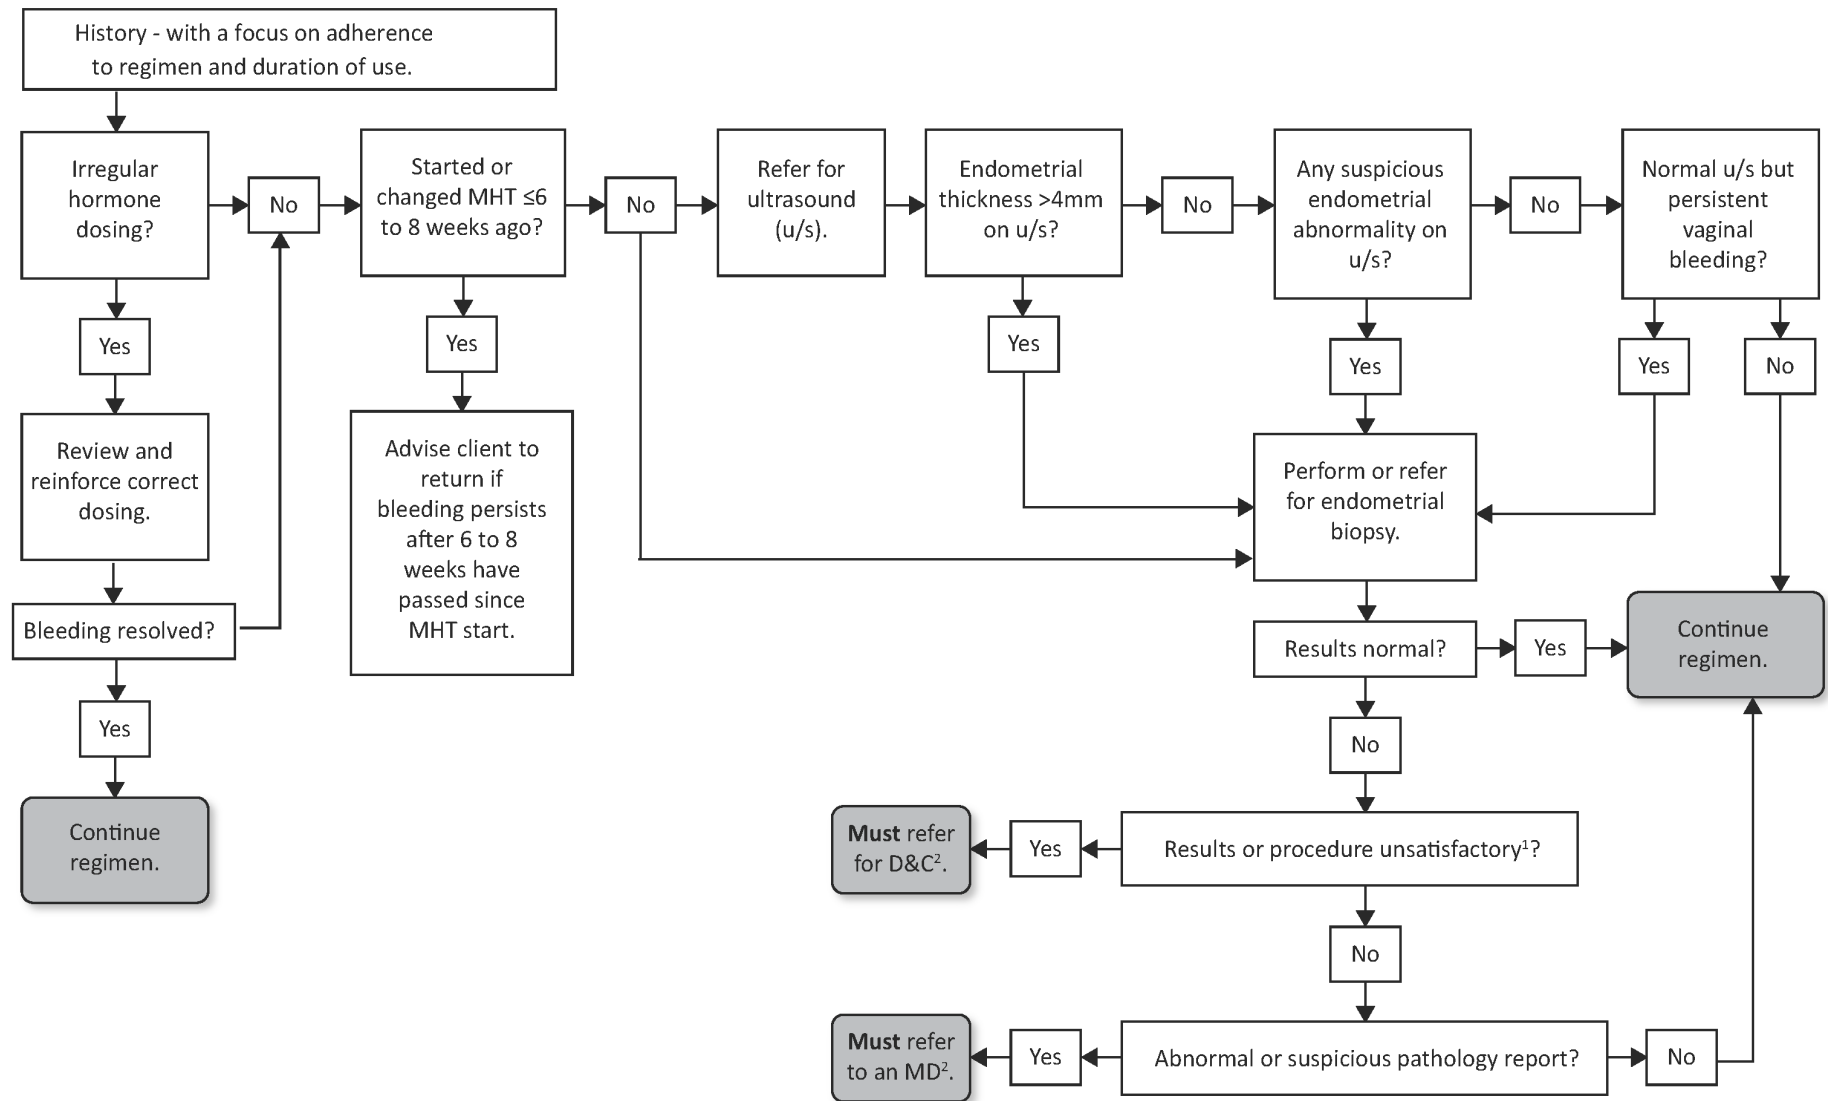 History - with a focus on adherence
to regimen and duration of use.
Irregular
hormone
dosing?
No
Started or
changed MHT ≤6
to 8 weeks ago?
No
Refer for
ultrasound
(u/s).
Endometrial
thickness >4mm
on u/s?
No
Any suspicious
endometrial
abnormality on
u/s?
No
Normal u/s but
persistent
vaginal
bleeding?
Yes
Yes
Yes
Yes
Yes
No
Review and
reinforce correct
dosing.
Advise client to
return if
bleeding persists
after 6 to 8
weeks have
passed since
MHT start.
Perform or refer
for endometrial
biopsy.
Bleeding resolved?
Results normal?
Yes
Continue
regimen.
Yes
No
Continue
regimen.
Must refer
for D&C².
Yes
Results or procedure unsatisfactory¹?
No
Must refer
to an MD².
Yes
Abnormal or suspicious pathology report?
No